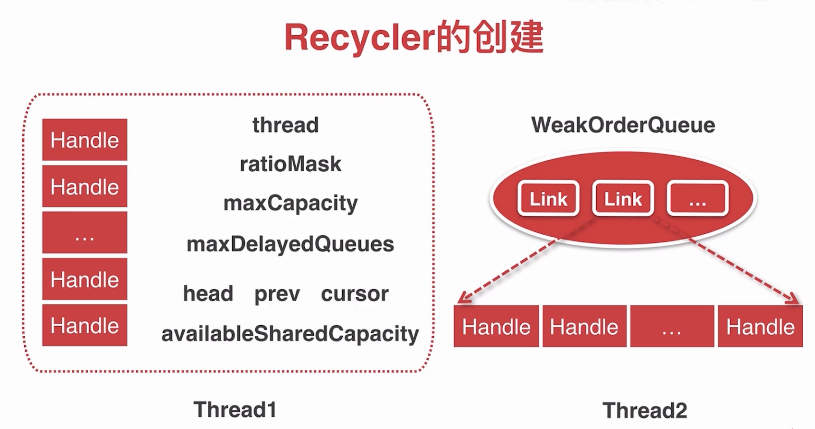 Recycler的创建
Handle
Handle
...
Handle
Handle
thread
ratioMask
maxCapacity
maxDelayedQueues
head prev cursor
availableSharedCapacity
Thread1
WeakOrderQueue
Link Link ...
Handle Handle ... Handle
Thread2